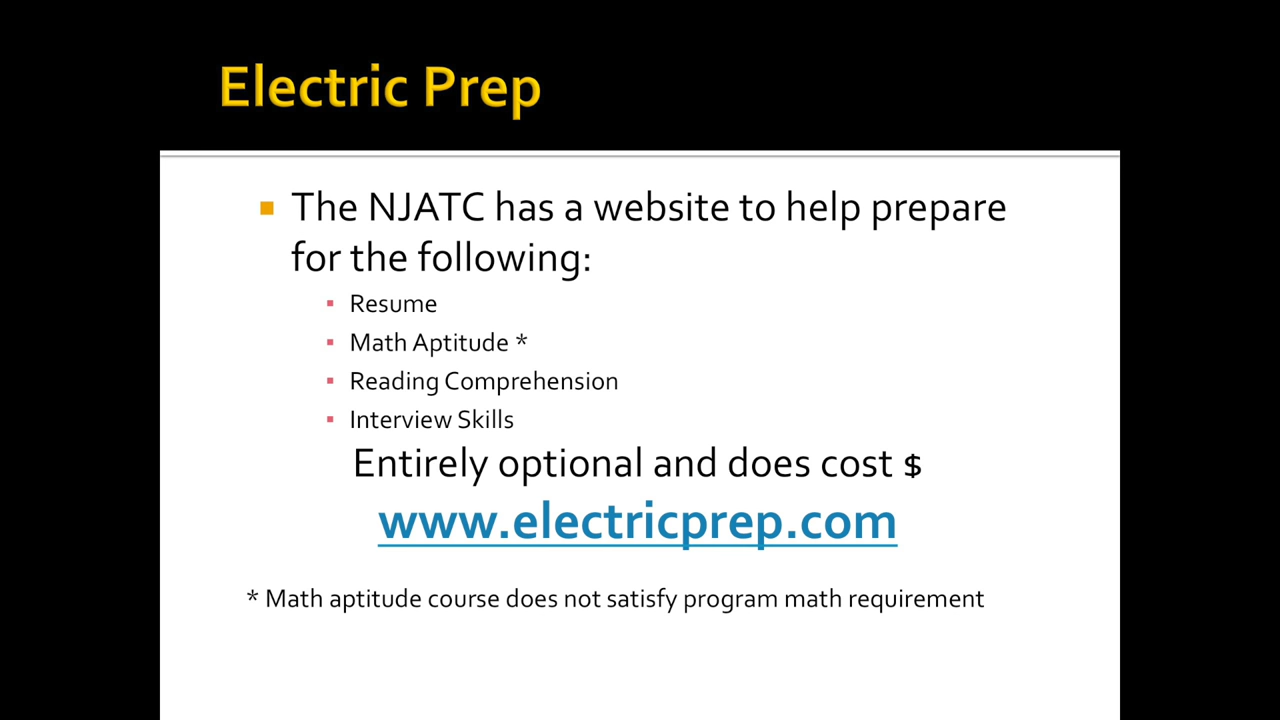 Electric Prep
The NJATC has a website to help prepare
for the following:
Resume
Math Aptitude *
Reading Comprehension
Interview Skills
Entirely optional and does cost $
www.electricprep.com
* Math aptitude course does not satisfy program math requirement